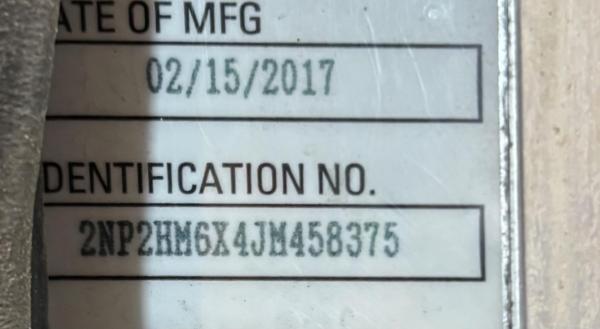 ATE OF MFG
02/15/2017
DENTIFICATION NO.
2NP2HM6X4JM458375